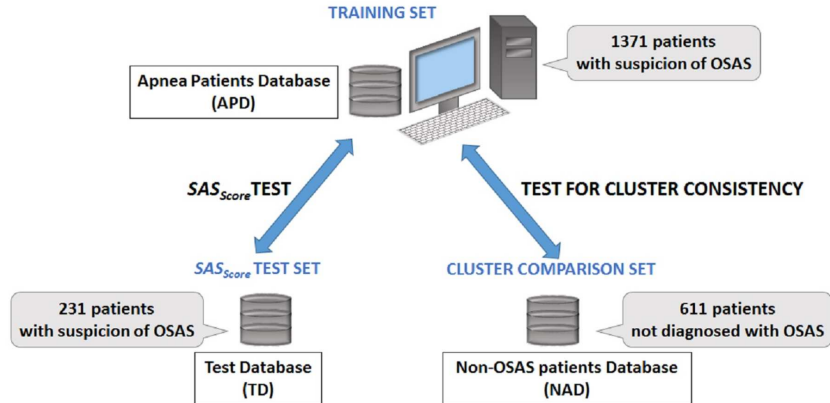 TRAINING SET
1371 patients
with suspicion of OSAS
Apnea Patients Database
(APD)
SAS_Score TEST
TEST FOR CLUSTER CONSISTENCY
SAS_Score TEST SET
CLUSTER COMPARISON SET
231 patients
with suspicion of OSAS
611 patients
not diagnosed with OSAS
Test Database
(TD)
Non-OSAS patients Database
(NAD)